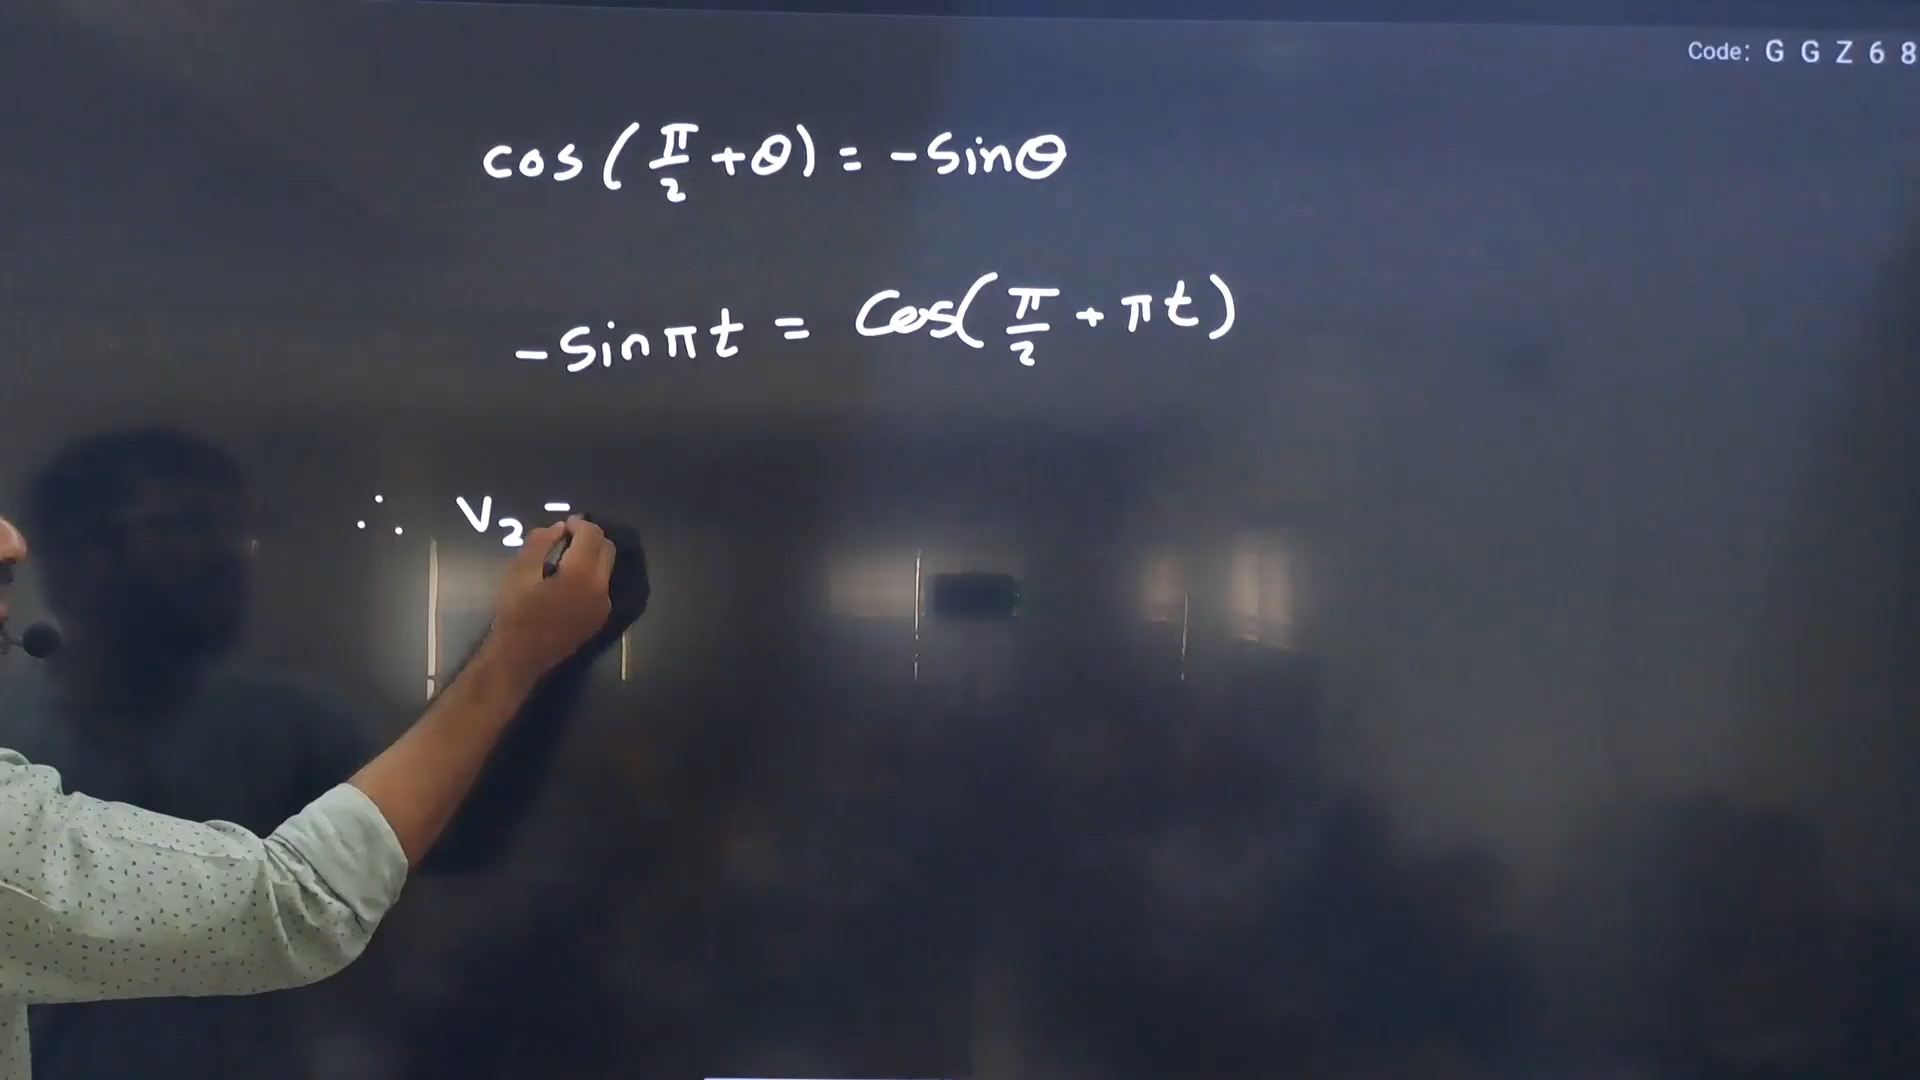 Code: G G Z 6 8
cos(π/2 + θ) = -sinθ
-sinπt = Cos(π/2 + πt)
∴ v₂ =